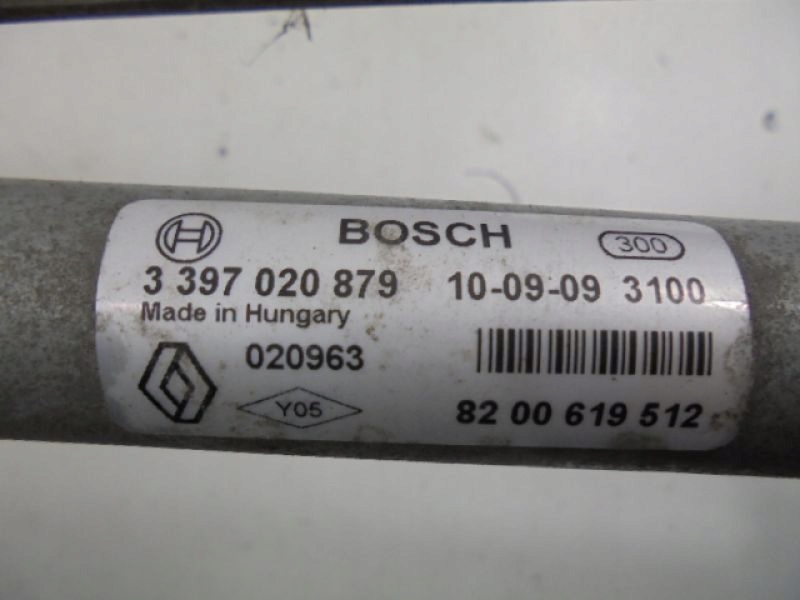 BOSCH 300
3 397 020 879 10-09-09 3100
Made in Hungary
020963
Y05 82 00 619 512